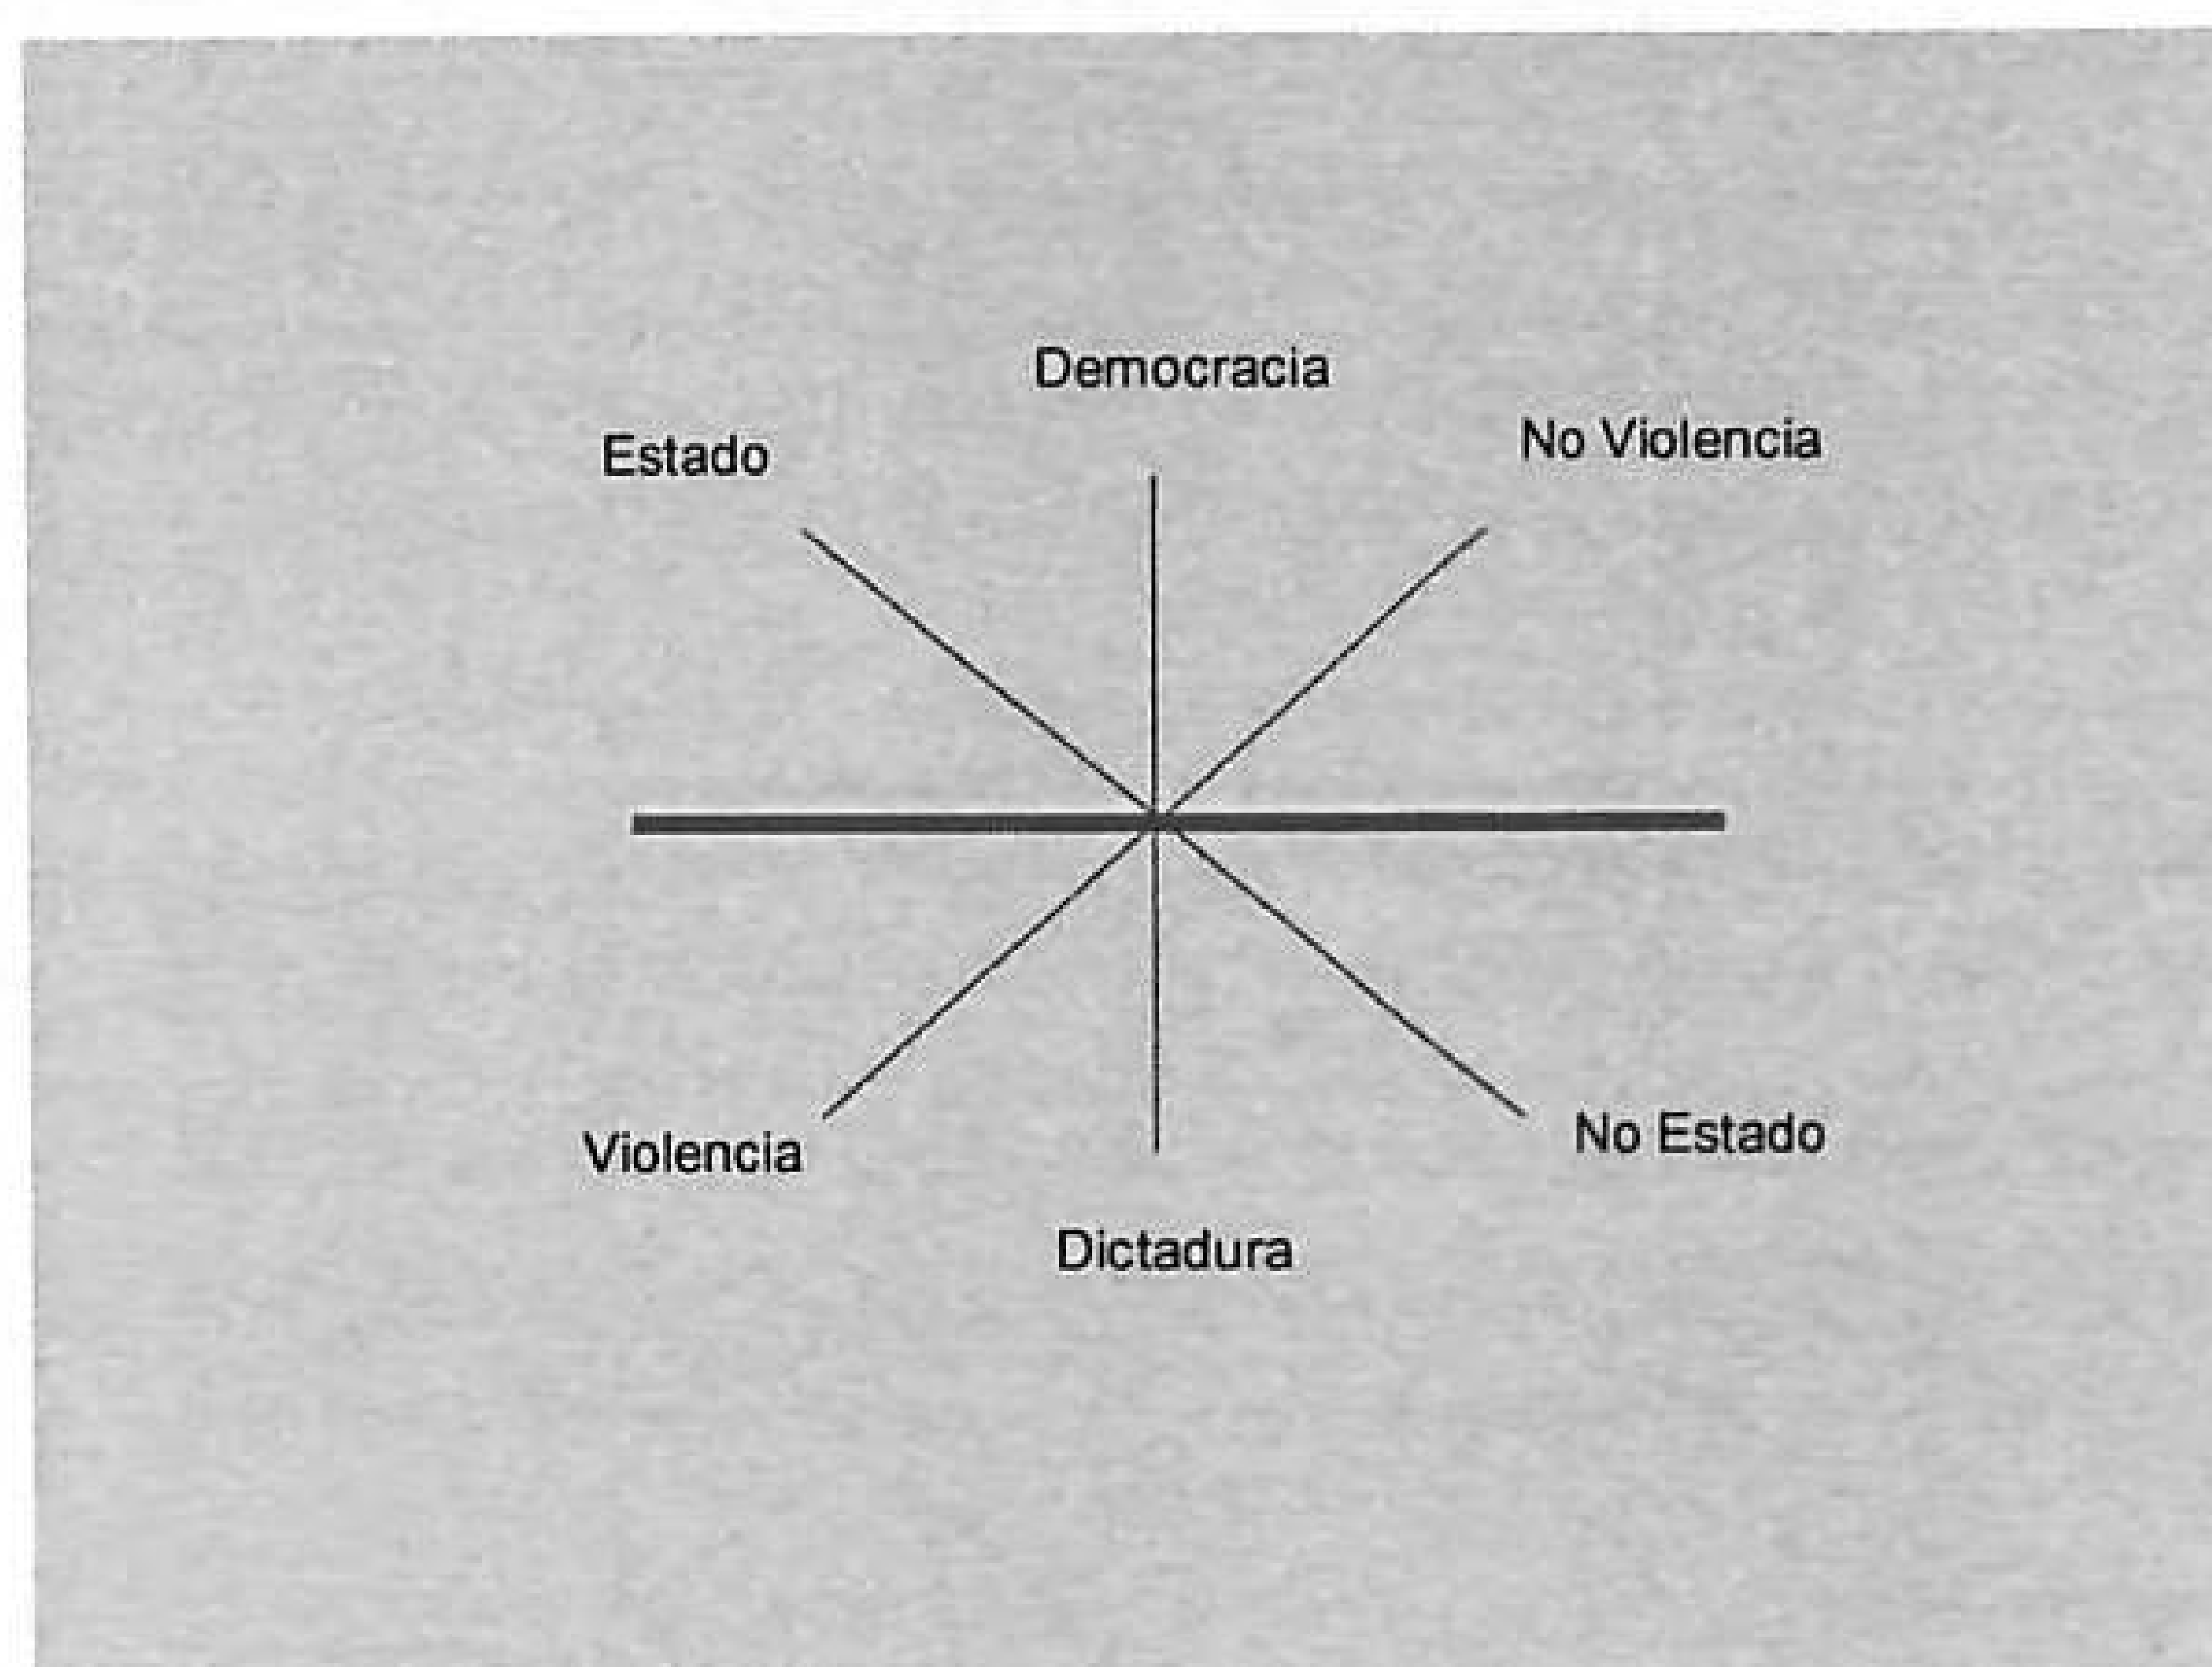 Democracia
Estado
No Violencia
Violencia
No Estado
Dictadura